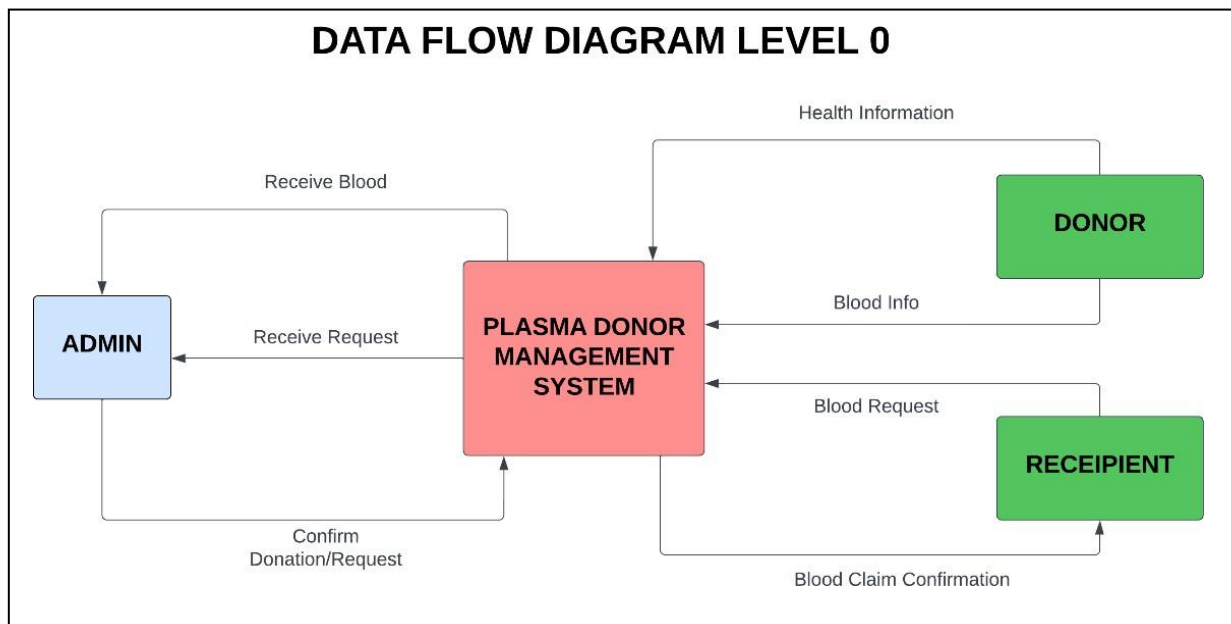 DATA FLOW DIAGRAM LEVEL 0
Health Information
Receive Blood
DONOR
Blood Info
ADMIN
Receive Request
PLASMA DONOR
MANAGEMENT
SYSTEM
Blood Request
RECEIPIENT
Confirm
Donation/Request
Blood Claim Confirmation